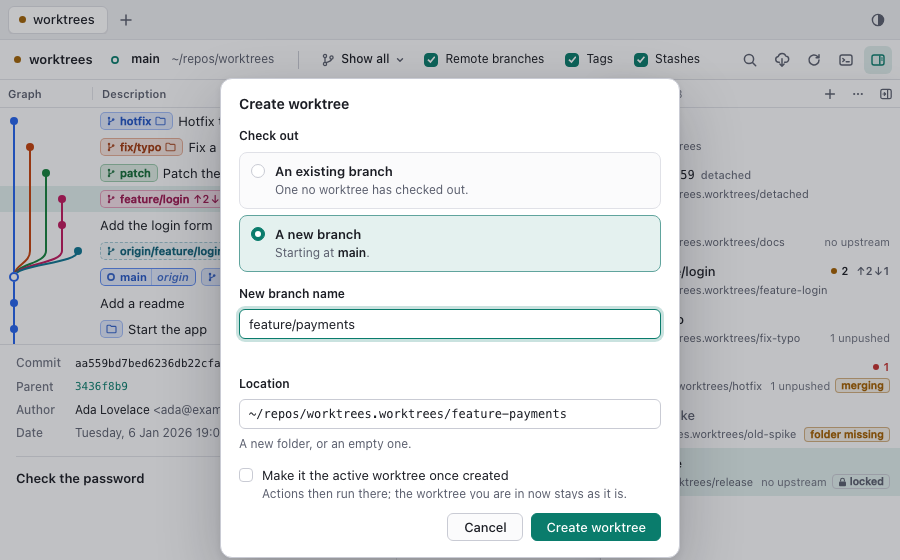 worktrees
worktrees main ~/repos/worktrees Show all Remote branches Tags Stashes
Graph Description
hotfix Hotfix
fix/typo Fix a
patch Patch the
feature/login ↑2↓
Add the login form
origin/feature/login
main origin
Add a readme
Start the app
Commit aa559bd7bed6236db22cfa
Parent 3436f8b9
Author Ada Lovelace <ada@exam
Date Tuesday, 6 Jan 2026 19:0
Check the password
Create worktree
Check out
An existing branch
One no worktree has checked out.
A new branch
Starting at main.
New branch name
feature/payments
Location
~/repos/worktrees.worktrees/feature-payments
A new folder, or an empty one.
Make it the active worktree once created
Actions then run there; the worktree you are in now stays as it is.
Cancel Create worktree
rees
59 detached
rees.worktrees/detached
rees.worktrees/docs no upstream
/login 2 ↑2↓1
rees.worktrees/feature-login
rees.worktrees/fix-typo 1 unpushed
1
worktrees/hotfix 1 unpushed merging
ke
es.worktrees/old-spike folder missing
ktrees/release no upstream locked